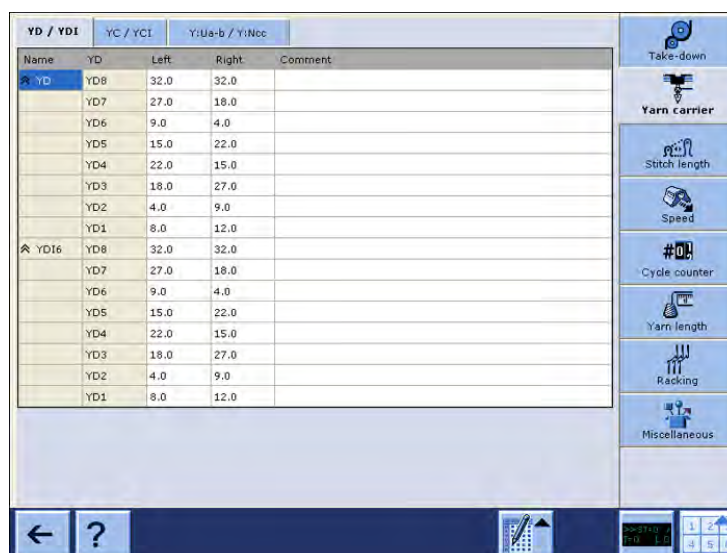 YD / YDI YC / YCI Y:Ua-b / Y:Ncc
Name YD Left Right Comment
YD YD8 32.0 32.0
YD7 27.0 18.0
YD6 9.0 4.0
YD5 15.0 22.0
YD4 22.0 15.0
YD3 18.0 27.0
YD2 4.0 9.0
YD1 8.0 12.0
YDI6 YD8 32.0 32.0
YD7 27.0 18.0
YD6 9.0 4.0
YD5 15.0 22.0
YD4 22.0 15.0
YD3 18.0 27.0
YD2 4.0 9.0
YD1 8.0 12.0
Take-down
Yarn carrier
Stitch length
Speed
#0
Cycle counter
Yarn length
Racking
Miscellaneous
?
1 2
4 5